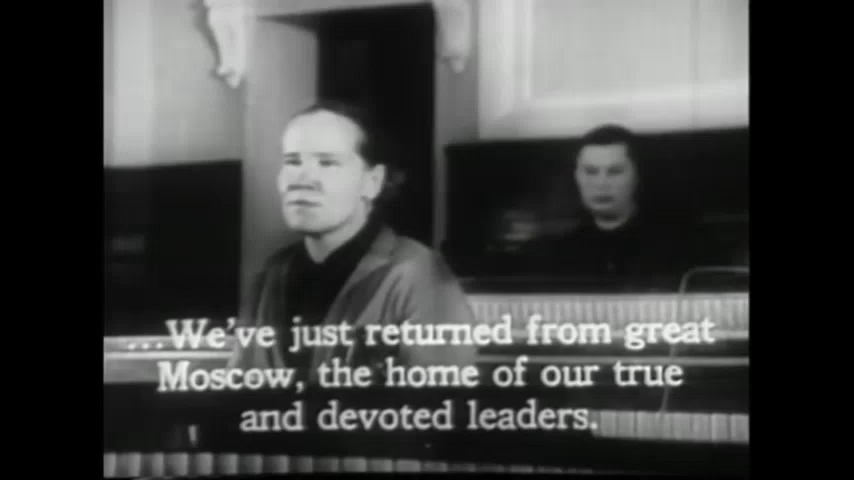 ...We've just returned from great
Moscow, the home of our true
and devoted leaders.